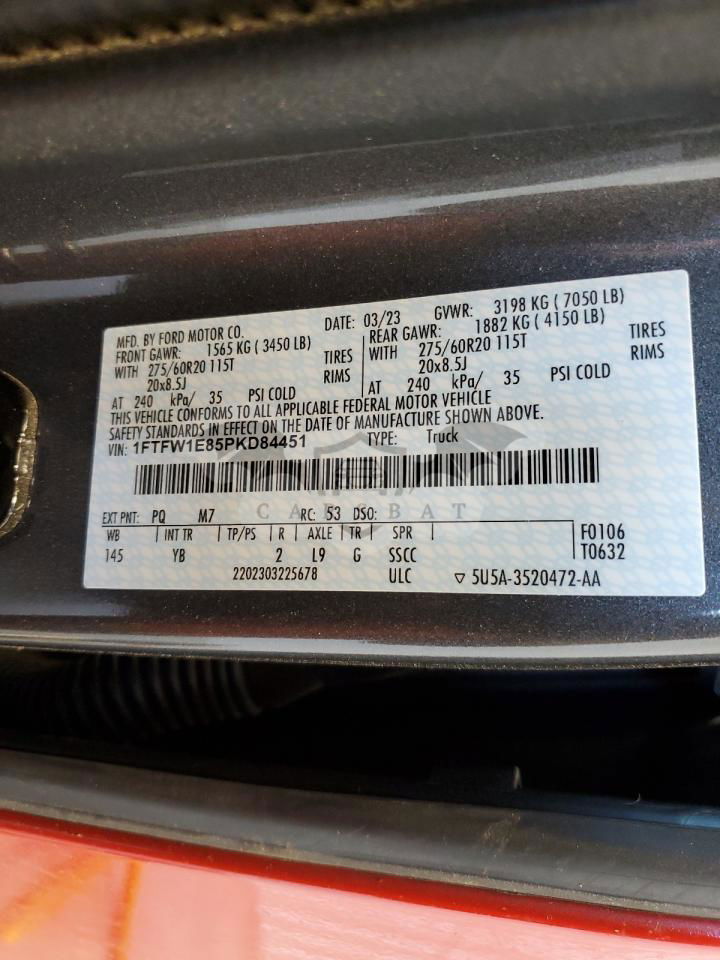 MFD. BY FORD MOTOR CO. DATE: 03/23 GVWR: 3198 KG ( 7050 LB)
FRONT GAWR: 1565 KG ( 3450 LB) REAR GAWR: 1882 KG ( 4150 LB)
WITH 275/60R20 115T TIRES WITH 275/60R20 115T TIRES
20x8.5J RIMS 20x8.5J RIMS
AT 240 kPa/ 35 PSI COLD AT 240 kPa/ 35 PSI COLD
THIS VEHICLE CONFORMS TO ALL APPLICABLE FEDERAL MOTOR VEHICLE
SAFETY STANDARDS IN EFFECT ON THE DATE OF MANUFACTURE SHOWN ABOVE.
VIN: 1FTFW1E85PKD84451 TYPE: Truck
CAROBAT
EXT PNT: PQ M7 RC: 53 DSO:
WB INT TR TP/PS R AXLE TR SPR F0106
145 YB 2 L9 G SSCC T0632
2202303225678 ULC ▽ 5U5A-3520472-AA